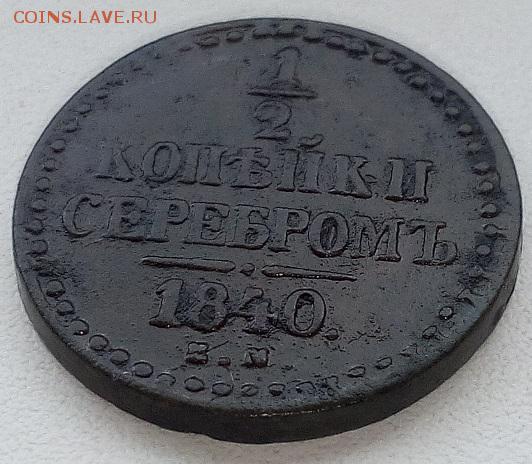 COINS.LAVE.RU
1
2
КОПѢЙКИ
СЕРЕБРОМЪ
1840.
Е.М